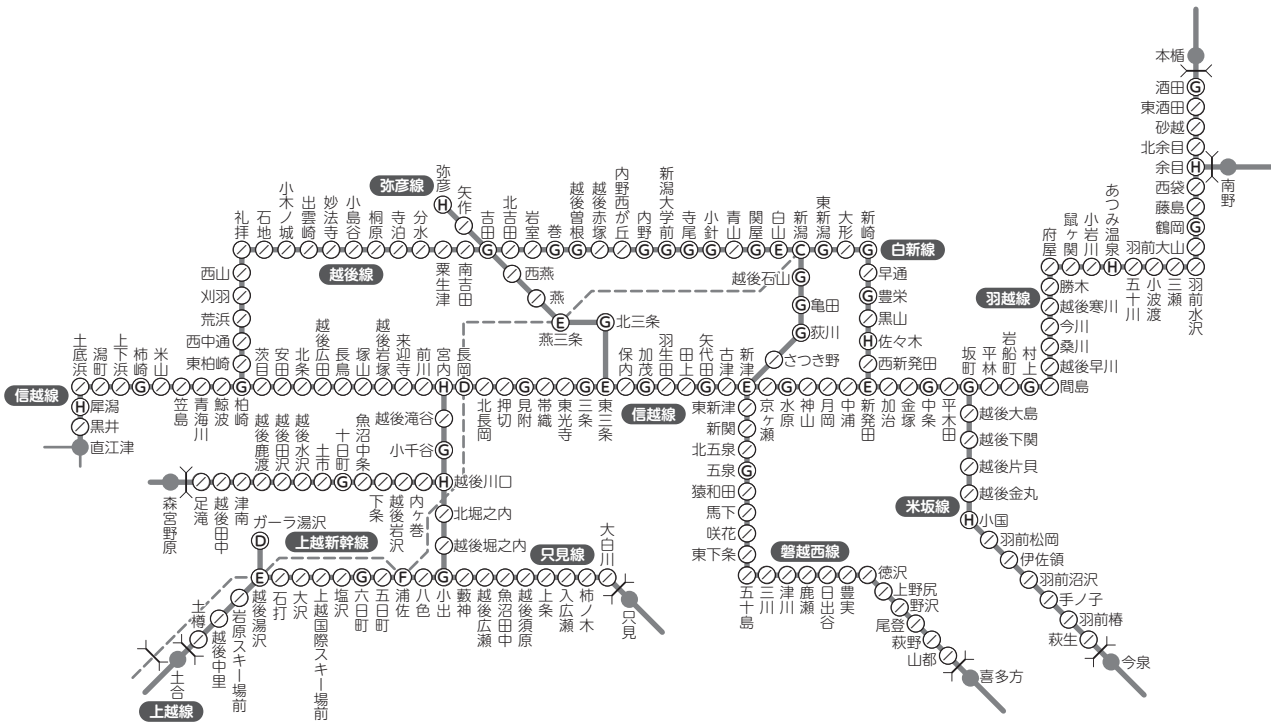 本楯
酒田
G
東酒田
砂越
北余目
余目
H
南野
西袋
藤島
鶴岡
G
羽前大山
羽前水沢
三瀬
小波渡
五十川
あつみ温泉
H
小岩川
鼠ヶ関
府屋
羽越線
勝木
越後寒川
今川
桑川
越後早川
間島
村上
G
岩船町
平林
坂町
G
平木田
中条
G
金塚
加治
新発田
E
中浦
月岡
神山
水原
G
京ヶ瀬
新津
E
弥彦線
弥彦
H
矢作
吉田
G
西燕
燕
燕三条
E
北三条
G
東三条
E
越後線
礼拝
石地
小木ノ城
出雲崎
妙法寺
小島谷
桐原
寺泊
分水
粟生津
南吉田
北吉田
岩室
巻
G
越後曽根
G
越後赤塚
内野西が丘
内野
G
新潟大学前
G
寺尾
G
小針
G
青山
関屋
G
白山
E
新潟
C
東新潟
G
大形
新崎
G
白新線
早通
豊栄
G
黒山
佐々木
H
西新発田
西山
刈羽
荒浜
西中通
東柏崎
越後石山
G
亀田
G
荻川
G
さつき野
信越線
直江津
黒井
犀潟
H
土底浜
潟町
上下浜
柿崎
G
米山
笠島
青海川
鯨波
柏崎
G
茨目
安田
北条
越後広田
長鳥
塚山
越後岩塚
来迎寺
前川
宮内
H
長岡
D
北長岡
押切
見附
G
帯織
東光寺
三条
G
信越線
保内
加茂
G
羽生田
田上
矢代田
G
古津
越後滝谷
小千谷
G
越後川口
H
北堀之内
越後堀之内
小出
G
森宮野原
足滝
越後田中
津南
越後鹿渡
越後田沢
越後水沢
土市
十日町
G
魚沼中条
下条
越後岩沢
内ヶ巻
ガーラ湯沢
D
上越新幹線
上越線
土合
土樽
越後中里
岩原スキー場前
越後湯沢
E
石打
大沢
上越国際スキー場前
塩沢
六日町
G
五日町
浦佐
F
八色
只見線
藪神
越後広瀬
魚沼田中
越後須原
上条
入広瀬
柿ノ木
大白川
只見
東新津
新関
北五泉
五泉
G
猿和田
馬下
咲花
東下条
五十島
磐越西線
三川
津川
鹿瀬
日出谷
豊実
徳沢
上野尻
野沢
尾登
萩野
山都
喜多方
米坂線
越後大島
越後下関
越後片貝
越後金丸
小国
H
羽前松岡
伊佐領
羽前沼沢
手ノ子
羽前椿
萩生
今泉